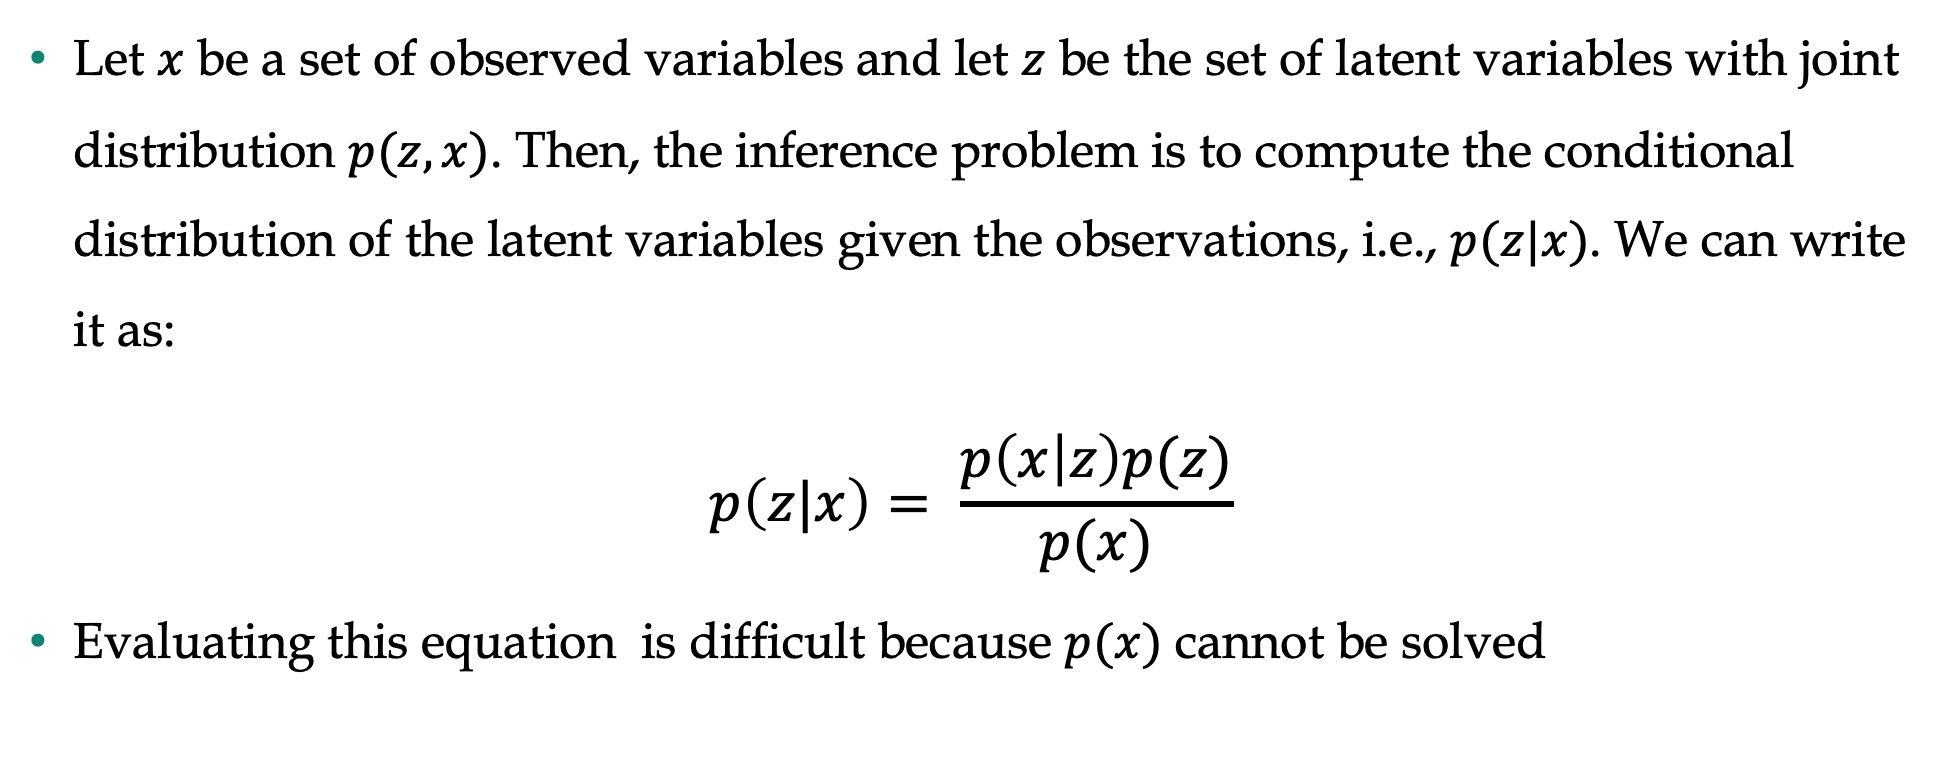 • Let x be a set of observed variables and let z be the set of latent variables with joint
distribution p(z, x). Then, the inference problem is to compute the conditional
distribution of the latent variables given the observations, i.e., p(z|x). We can write
it as:
p(z|x) = p(x|z)p(z) / p(x)
• Evaluating this equation is difficult because p(x) cannot be solved